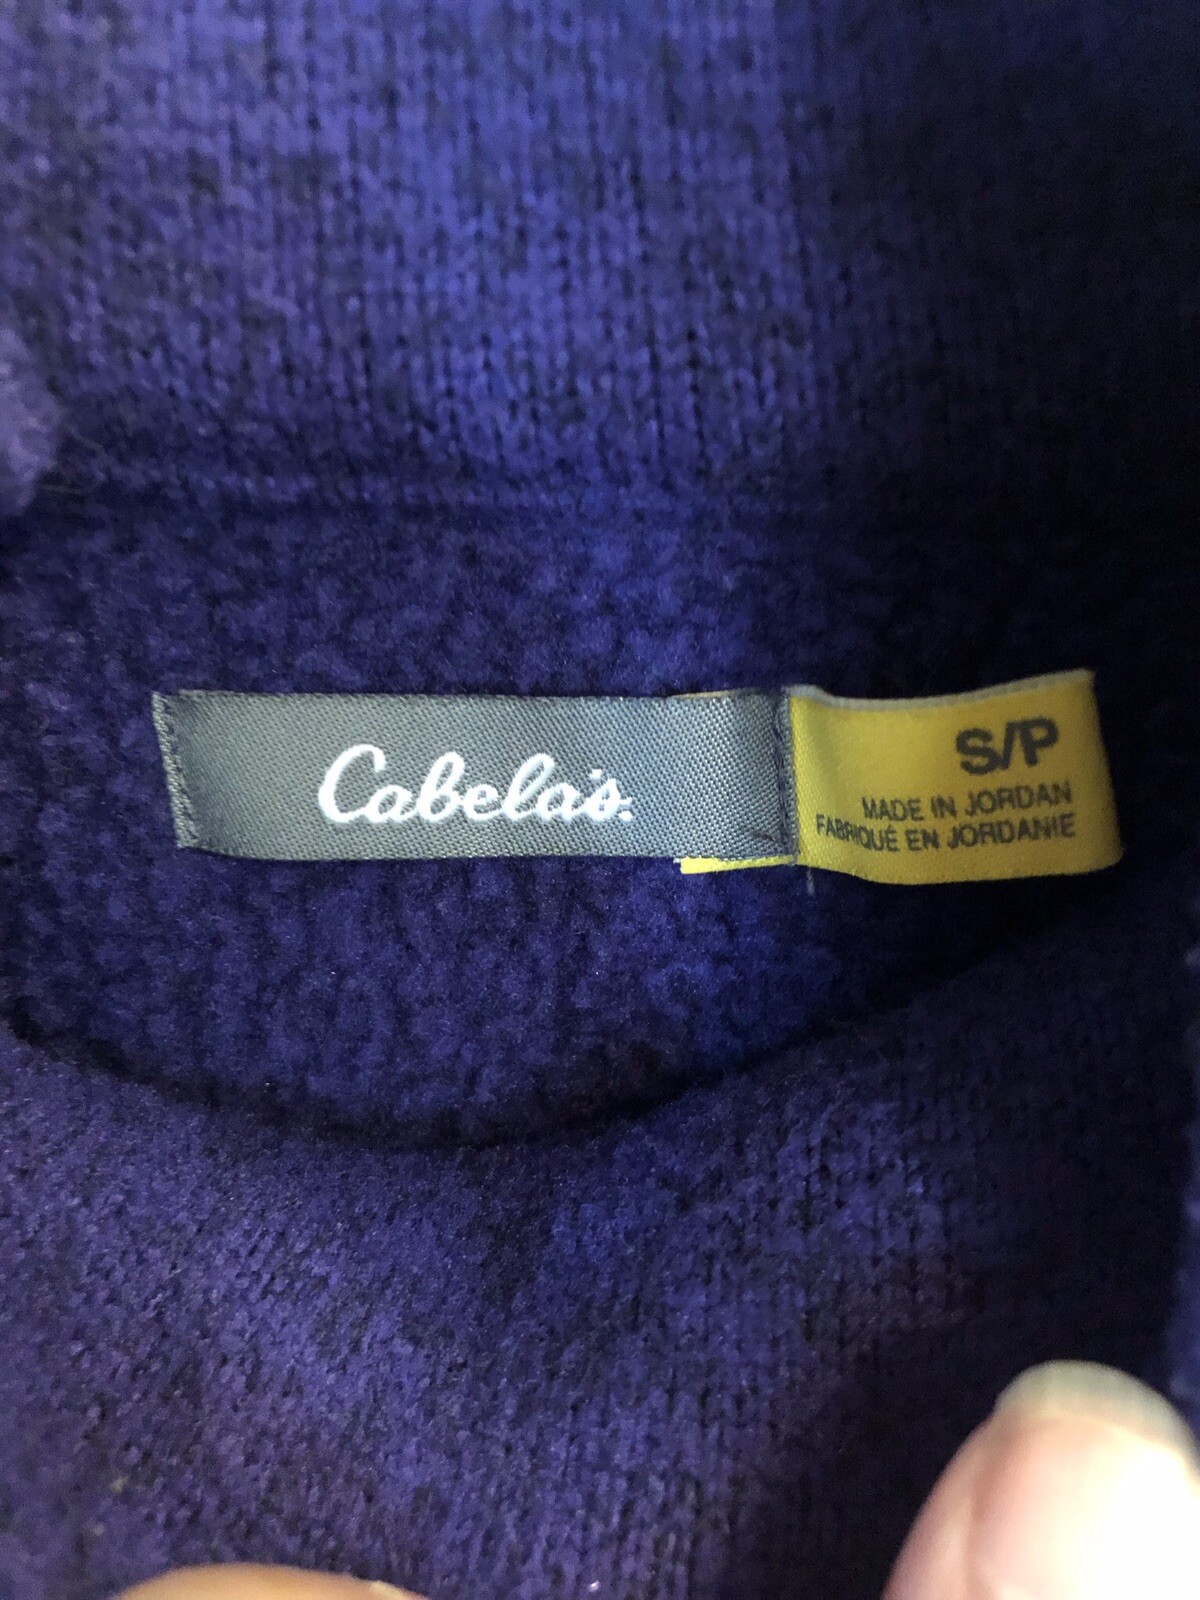 Cabela's.
S/P
MADE IN JORDAN
FABRIQUÉ EN JORDANIE